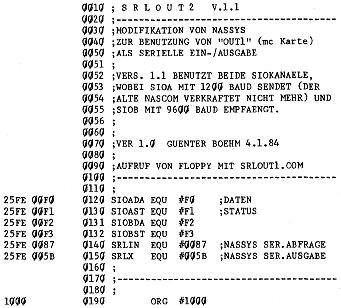 0010 ; S R L O U T 2    V.1.1
0020 ;-----------------------------
0030 ;MODIFIKATION VON NASSYS
0040 ;ZUR BENUTZUNG VON "OUT1" (mc Karte)
0050 ;ALS SERIELLE EIN-/AUSGABE
0051 ;
0052 ;VERS. 1.1 BENUTZT BEIDE SIOKANAELE,
0053 ;WOBEI SIOA MIT 1200 BAUD SENDET (DER
0054 ;ALTE NASCOM VERKRAFTET NICHT MEHR) UND
0055 ;SIOB MIT 9600 BAUD EMPFAENGT.
0056 ;
0060 ;
0070 ;VER 1.0  GUENTER BOEHM 4.1.84
0080 ;
0090 ;AUFRUF VON FLOPPY MIT SRLOUT1.COM
0100 ;-----------------------------
0110 ;
25FE 00F0 0120 SIOADA EQU #F0 ;DATEN
25FE 00F1 0130 SIOAST EQU #F1 ;STATUS
25FE 00F2 0131 SIOBDA EQU #F2
25FE 00F3 0132 SIOBST EQU #F3
25FE 0087 0140 SRLIN EQU #0087 ;NASSYS SER.ABFRAGE
25FE 005B 0150 SRLX EQU #005B ;NASSYS SER.AUSGABE
0160 ;
0170 ;-----------------------------
0180 ;
1000 0190 ORG #1000